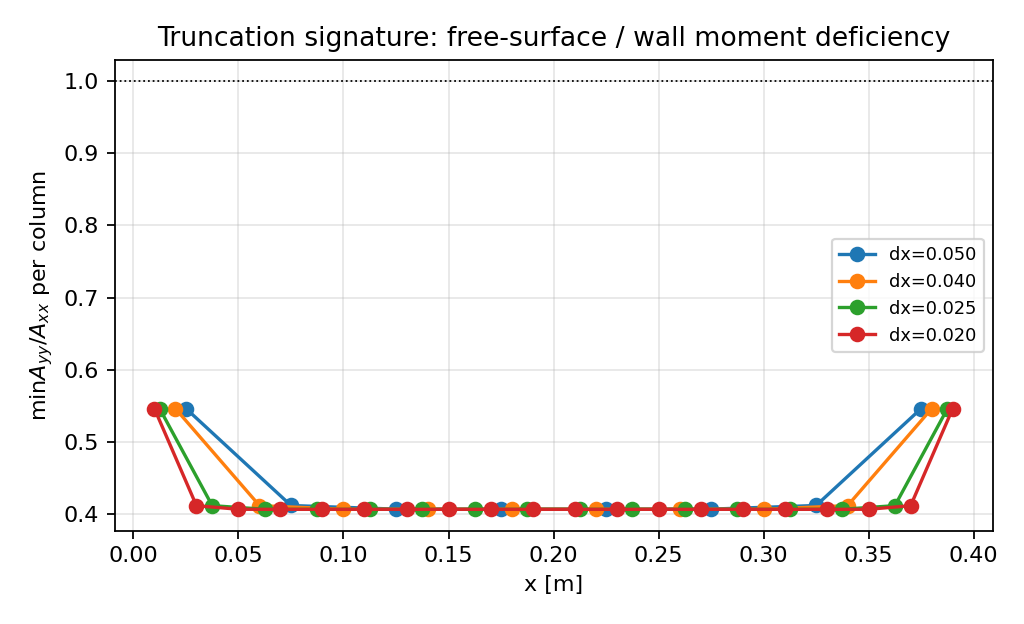 Truncation signature: free-surface / wall moment deficiency
min A_yy/A_xx per column
1.0
0.9
0.8
0.7
0.6
0.5
0.4
dx=0.050
dx=0.040
dx=0.025
dx=0.020
0.00 0.05 0.10 0.15 0.20 0.25 0.30 0.35 0.40
x [m]